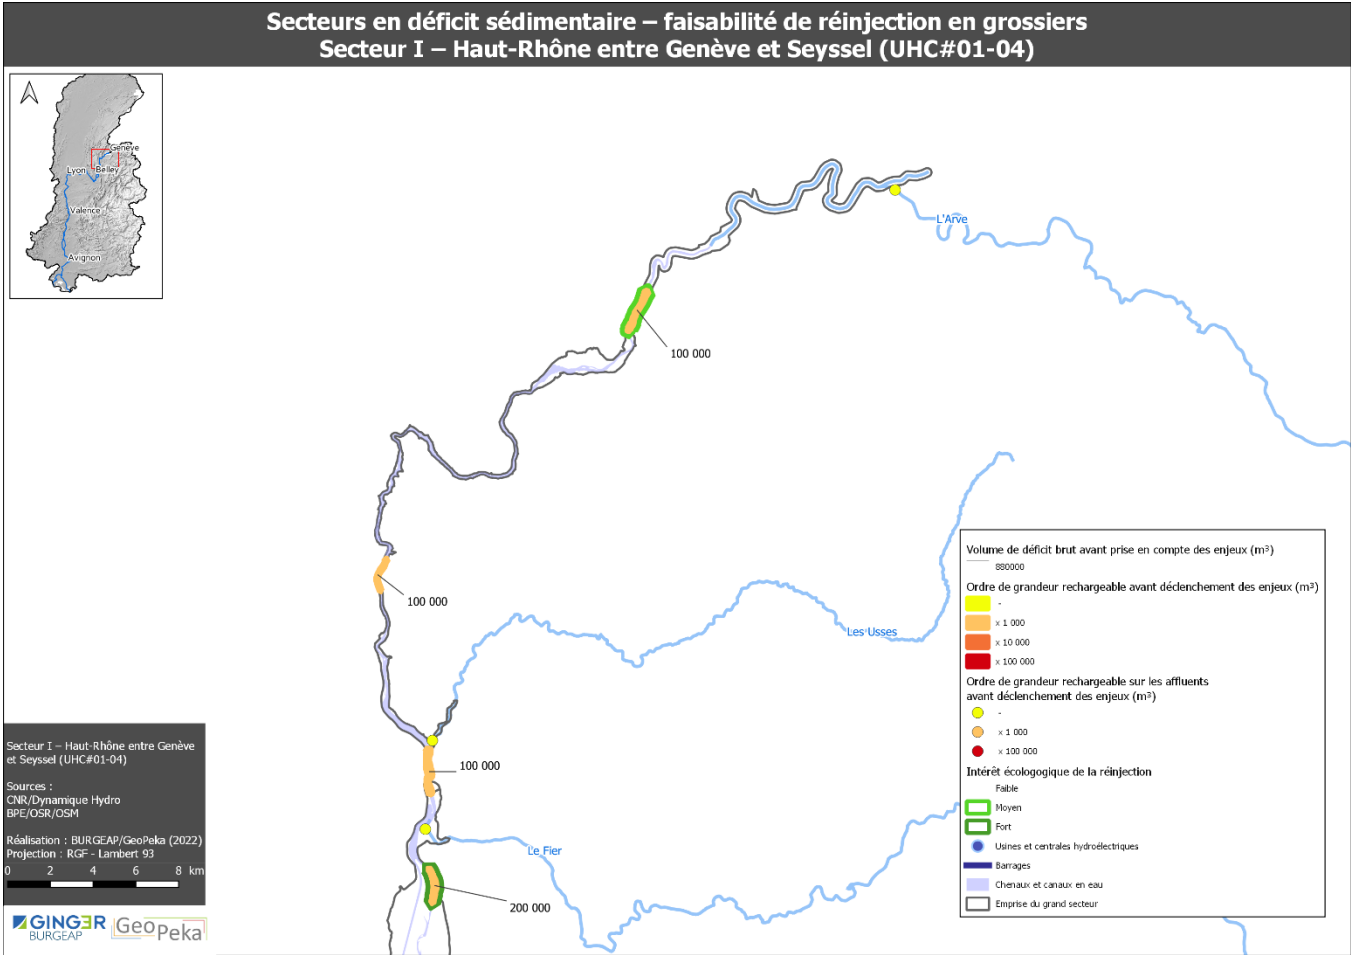 Secteurs en déficit sédimentaire – faisabilité de réinjection en grossiers
Secteur I – Haut-Rhône entre Genève et Seyssel (UHC#01-04)
Genève
Lyon
Belley
Valence
Avignon
L'Arve
100 000
100 000
Les Usses
100 000
Le Fier
200 000
Volume de déficit brut avant prise en compte des enjeux (m³)
880000
Ordre de grandeur rechargeable avant déclenchement des enjeux (m³)
-
x 1 000
x 10 000
x 100 000
Ordre de grandeur rechargeable sur les affluents
avant déclenchement des enjeux (m³)
-
x 1 000
x 100 000
Intérêt écologogique de la réinjection
Faible
Moyen
Fort
Usines et centrales hydroélectriques
Barrages
Chenaux et canaux en eau
Emprise du grand secteur
Secteur I – Haut-Rhône entre Genève
et Seyssel (UHC#01-04)
Sources :
CNR/Dynamique Hydro
BPE/OSR/OSM
Réalisation : BURGEAP/GeoPeka (2022)
Projection : RGF - Lambert 93
0 2 4 6 8 km
GINGER
BURGEAP
Geo
Peka